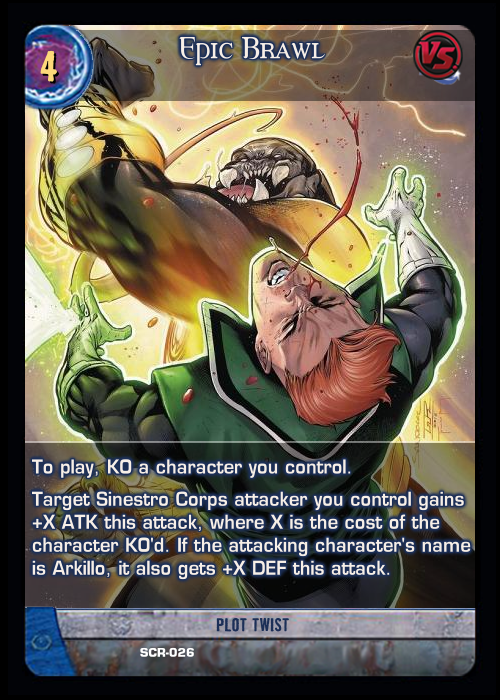 4
Epic Brawl
VS
To play, KO a character you control.
Target Sinestro Corps attacker you control gains
+X ATK this attack, where X is the cost of the
character KO'd. If the attacking character's name
is Arkillo, it also gets +X DEF this attack.
PLOT TWIST
SCR-026